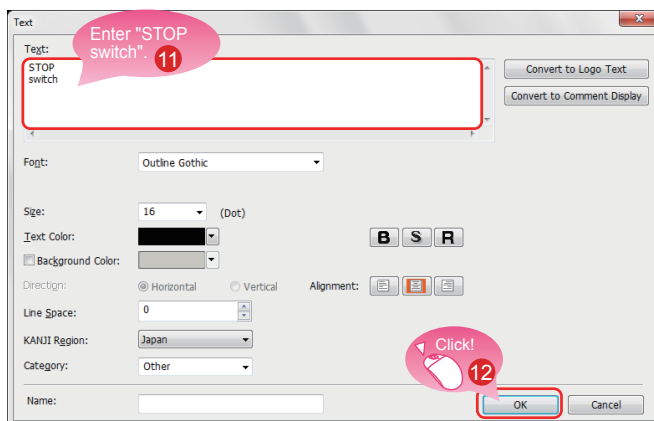 Text
Enter "STOP
switch". 11
Text:
STOP
switch
Convert to Logo Text
Convert to Comment Display
Font: Outline Gothic
Size: 16 (Dot)
Text Color: B S R
Background Color:
Direction: Horizontal Vertical Alignment:
Line Space: 0
KANJI Region: Japan
Click!
12
Category: Other
Name:
OK Cancel